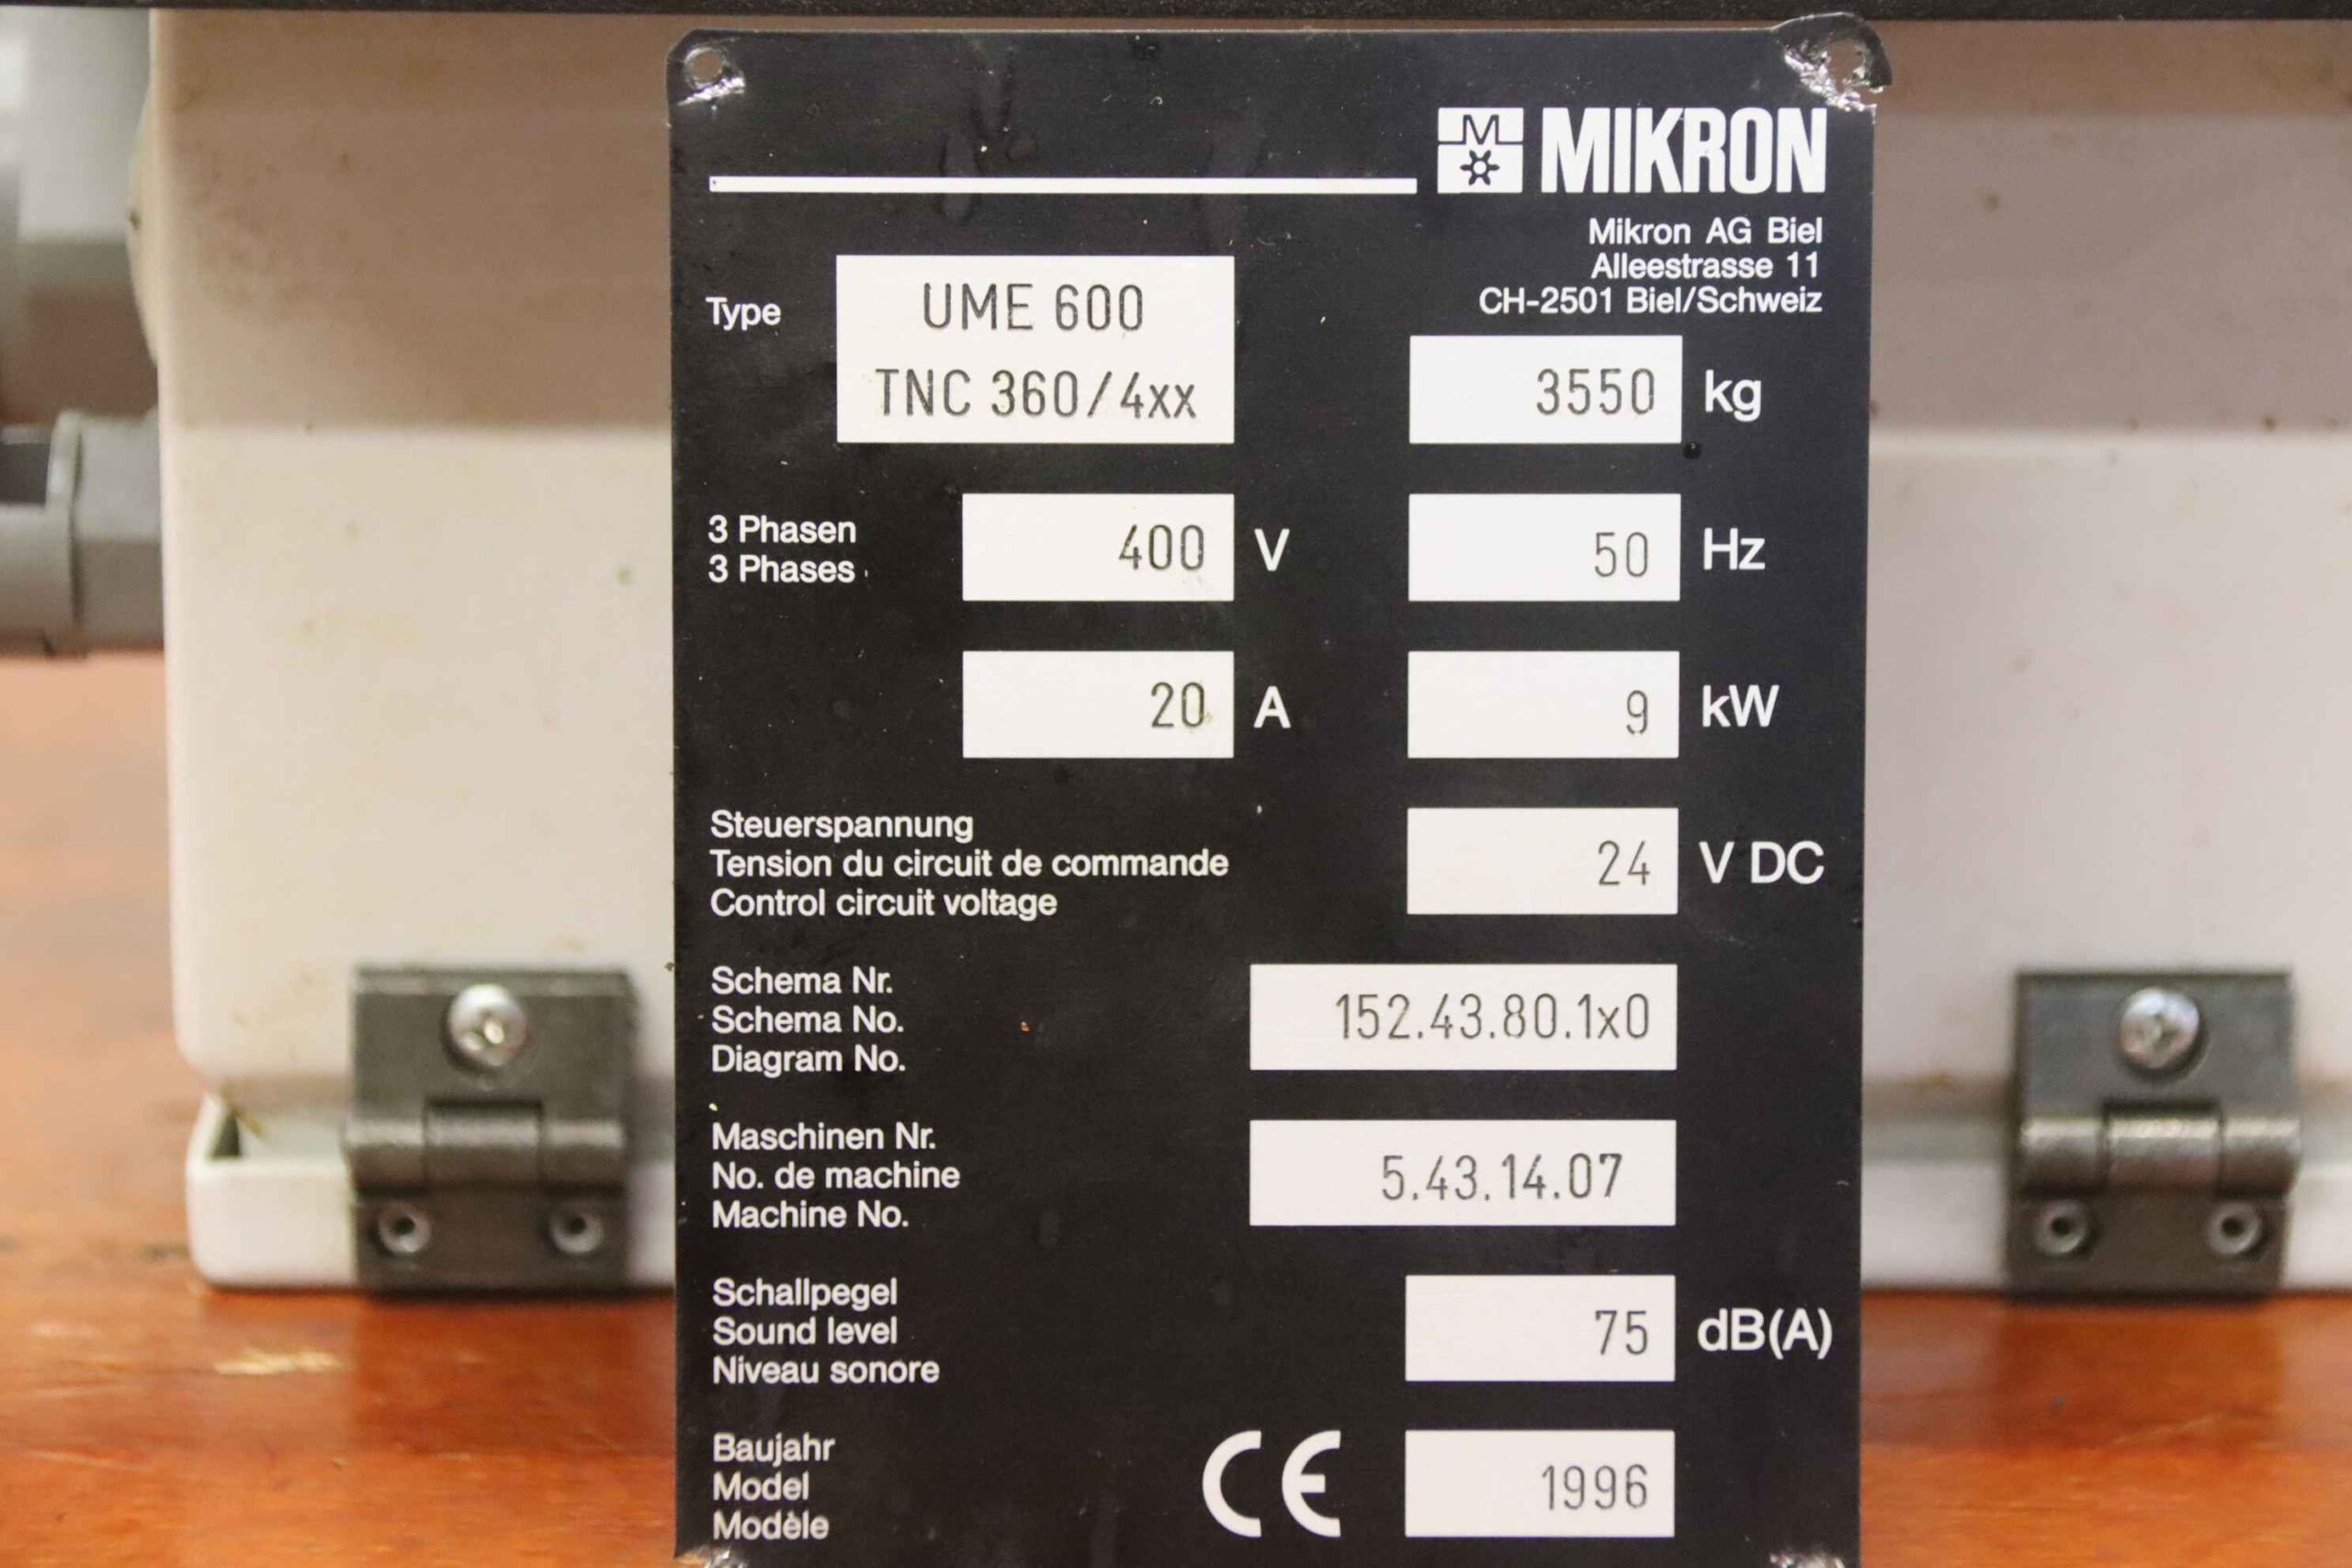 M MIKRON
Mikron AG Biel
Alleestrasse 11
CH-2501 Biel/Schweiz
Type
UME 600
TNC 360/4xx
3550 kg
3 Phasen
3 Phases
400 V
50 Hz
20 A
9 kW
Steuerspannung
Tension du circuit de commande
Control circuit voltage
24 V DC
Schema Nr.
Schema No.
Diagram No.
152.43.80.1x0
Maschinen Nr.
No. de machine
Machine No.
5.43.14.07
Schallpegel
Sound level
Niveau sonore
75 dB(A)
Baujahr
Model
Modèle
CE
1996